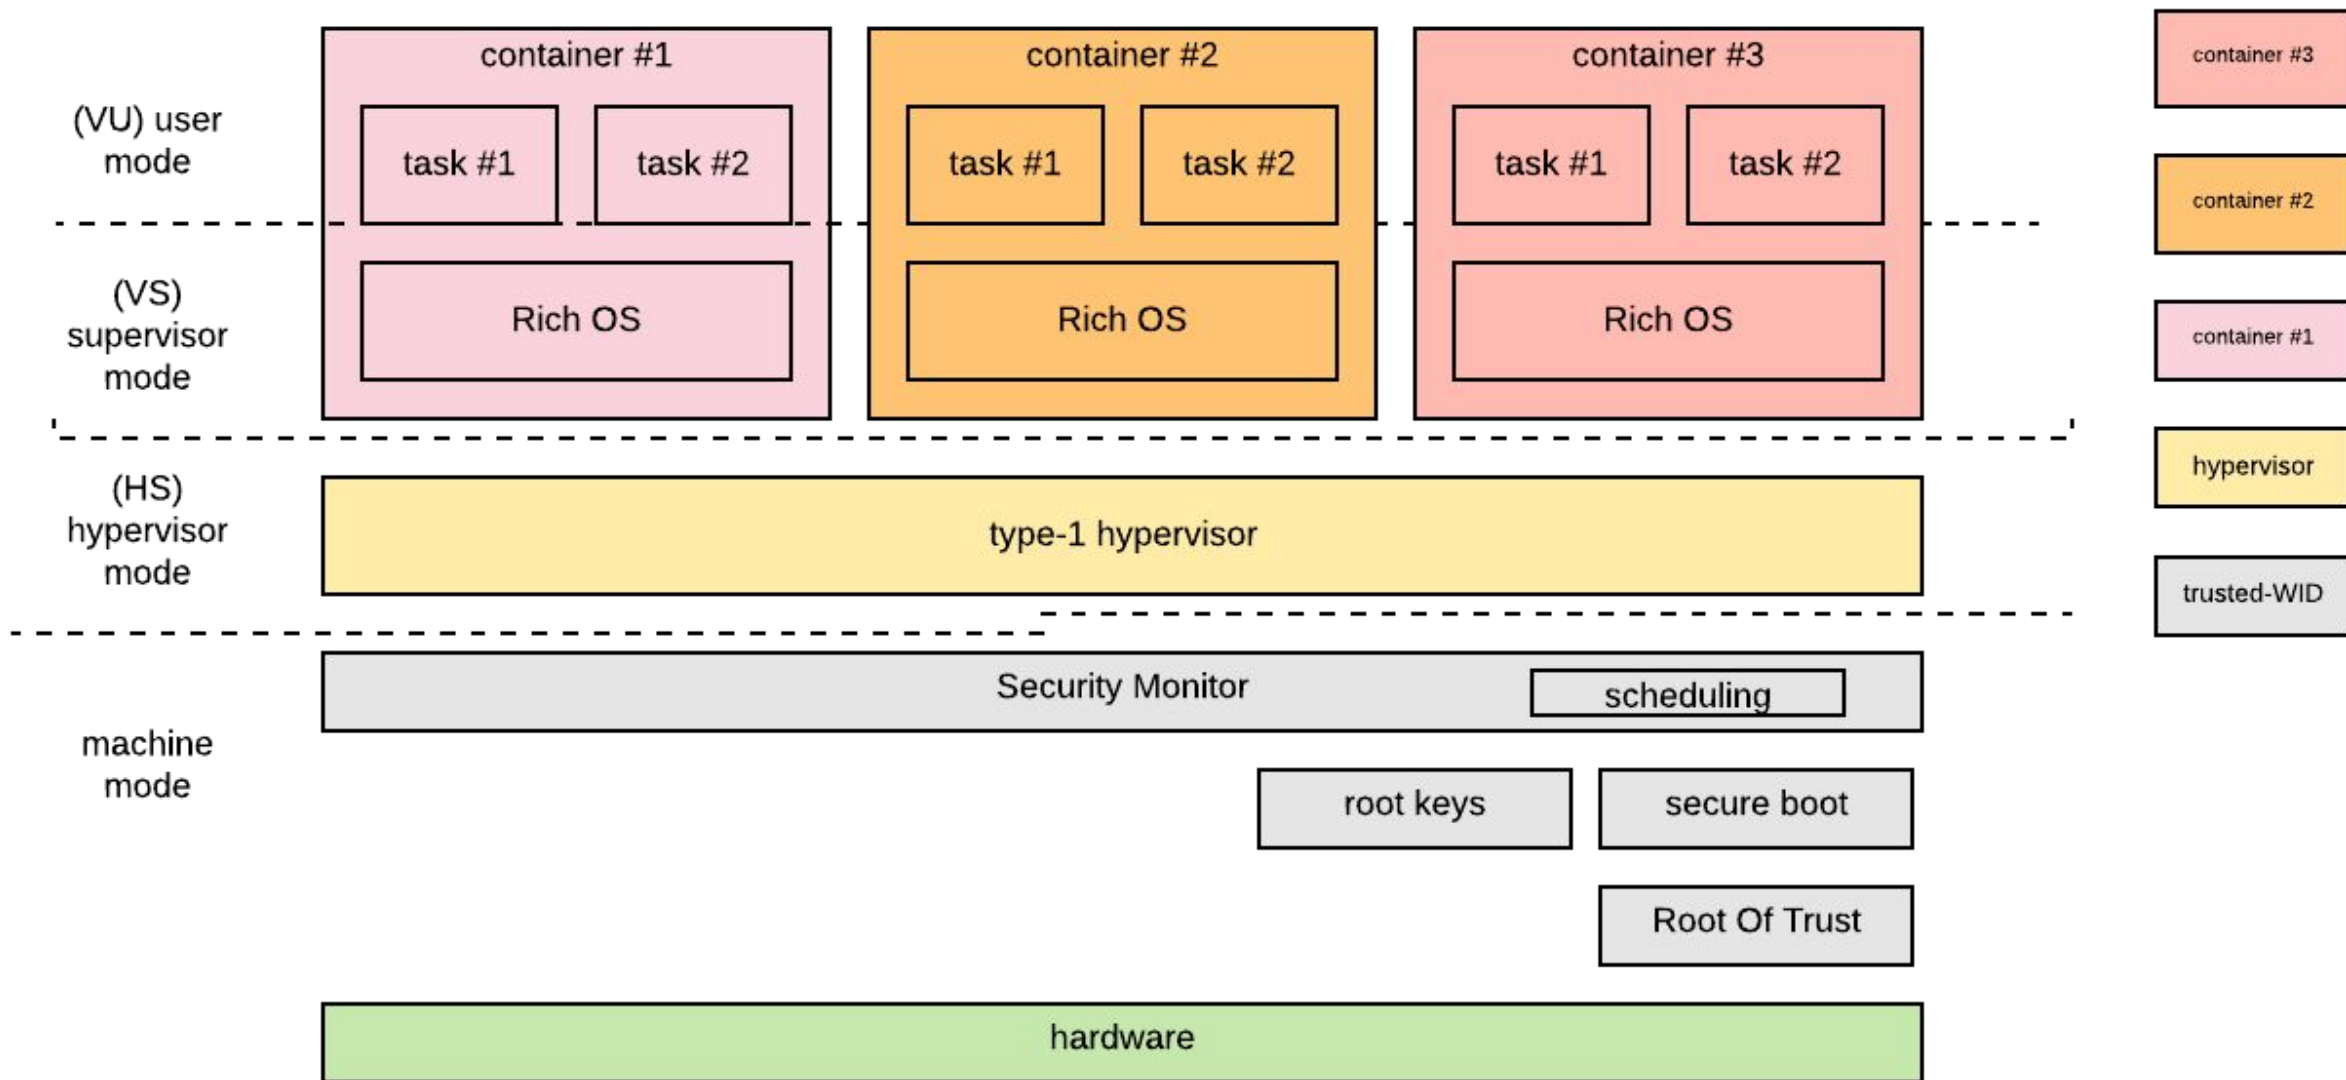 container #1
container #2
container #3
container #3
(VU) user
mode
task #1
task #2
task #1
task #2
task #1
task #2
container #2
(VS)
supervisor
mode
Rich OS
Rich OS
Rich OS
container #1
(HS)
hypervisor
mode
type-1 hypervisor
hypervisor
trusted-WID
Security Monitor
scheduling
machine
mode
root keys
secure boot
Root Of Trust
hardware